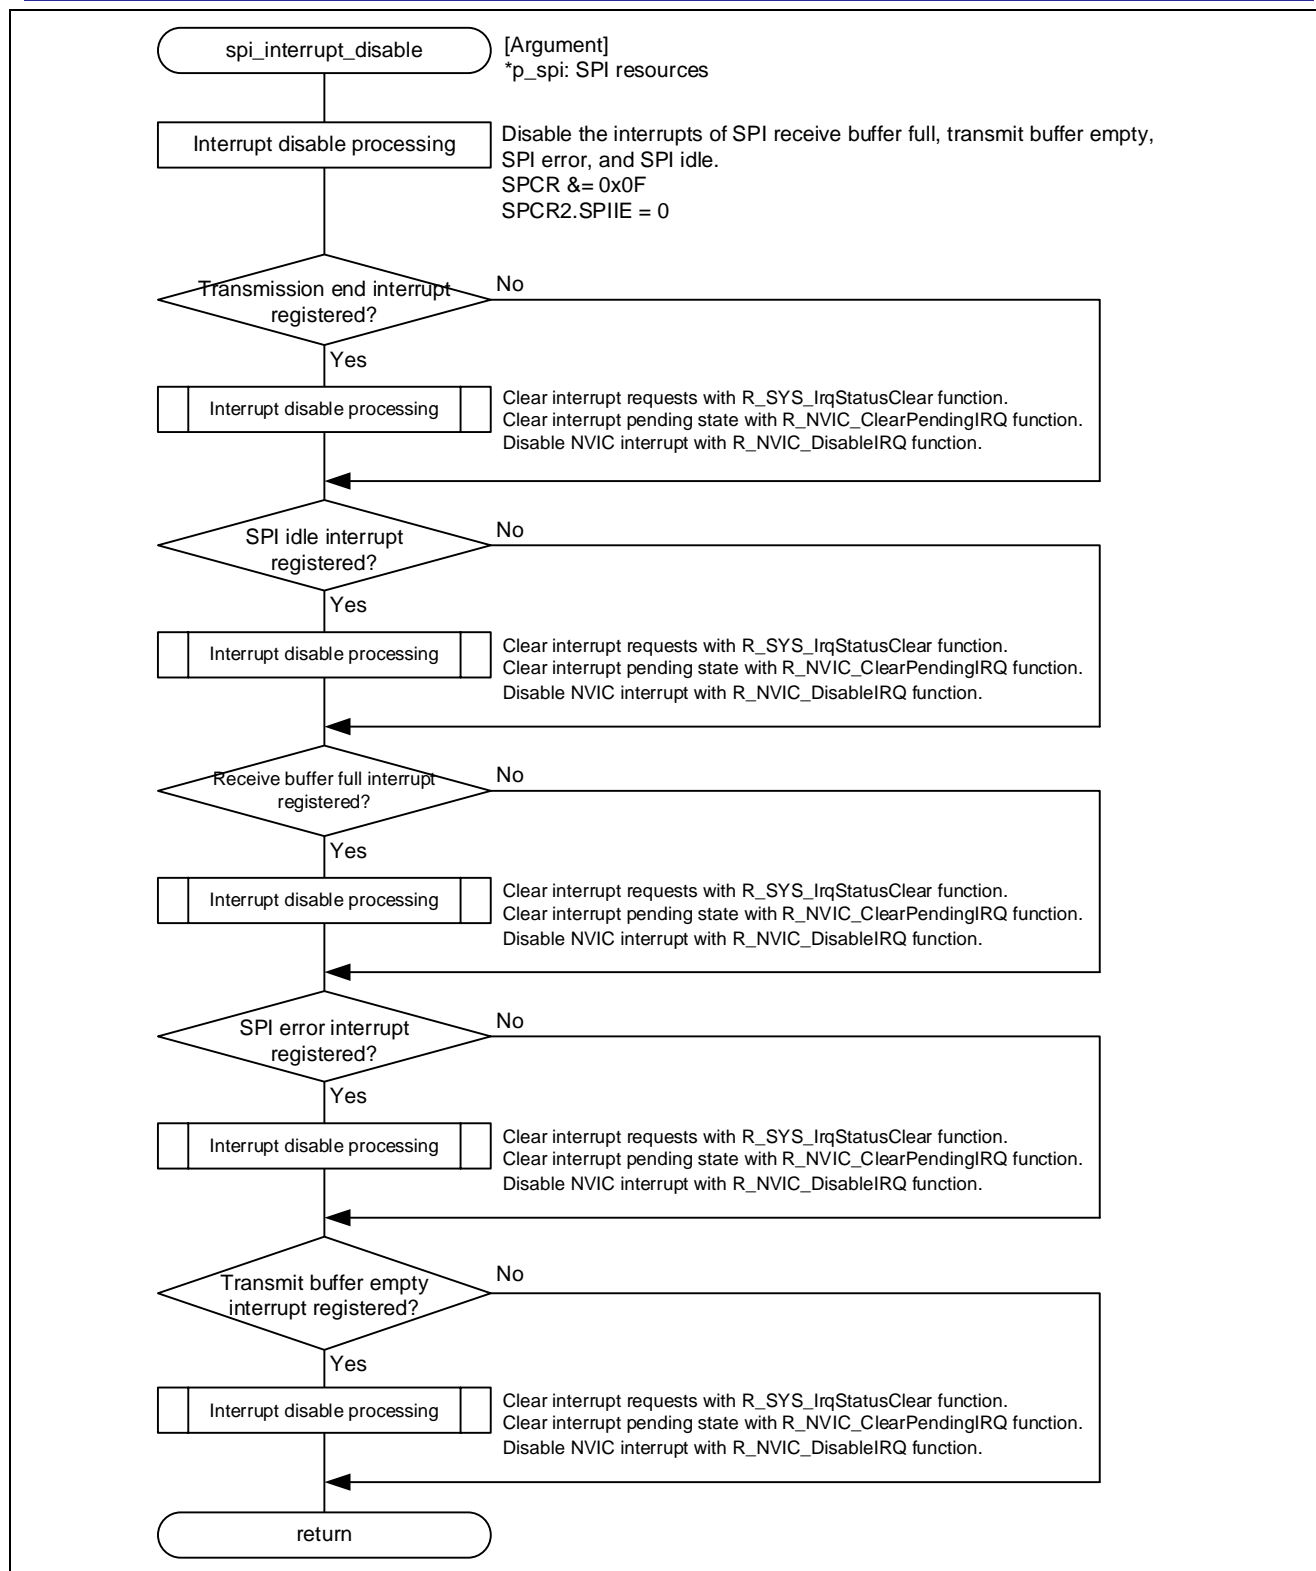 spi_interrupt_disable
[Argument]
*p_spi: SPI resources
Interrupt disable processing
Disable the interrupts of SPI receive buffer full, transmit buffer empty,
SPI error, and SPI idle.
SPCR &= 0x0F
SPCR2.SPIIE = 0
Transmission end interrupt
registered?
No
Yes
Interrupt disable processing
Clear interrupt requests with R_SYS_IrqStatusClear function.
Clear interrupt pending state with R_NVIC_ClearPendingIRQ function.
Disable NVIC interrupt with R_NVIC_DisableIRQ function.
SPI idle interrupt
registered?
No
Yes
Interrupt disable processing
Clear interrupt requests with R_SYS_IrqStatusClear function.
Clear interrupt pending state with R_NVIC_ClearPendingIRQ function.
Disable NVIC interrupt with R_NVIC_DisableIRQ function.
Receive buffer full interrupt
registered?
No
Yes
Interrupt disable processing
Clear interrupt requests with R_SYS_IrqStatusClear function.
Clear interrupt pending state with R_NVIC_ClearPendingIRQ function.
Disable NVIC interrupt with R_NVIC_DisableIRQ function.
SPI error interrupt
registered?
No
Yes
Interrupt disable processing
Clear interrupt requests with R_SYS_IrqStatusClear function.
Clear interrupt pending state with R_NVIC_ClearPendingIRQ function.
Disable NVIC interrupt with R_NVIC_DisableIRQ function.
Transmit buffer empty
interrupt registered?
No
Yes
Interrupt disable processing
Clear interrupt requests with R_SYS_IrqStatusClear function.
Clear interrupt pending state with R_NVIC_ClearPendingIRQ function.
Disable NVIC interrupt with R_NVIC_DisableIRQ function.
return